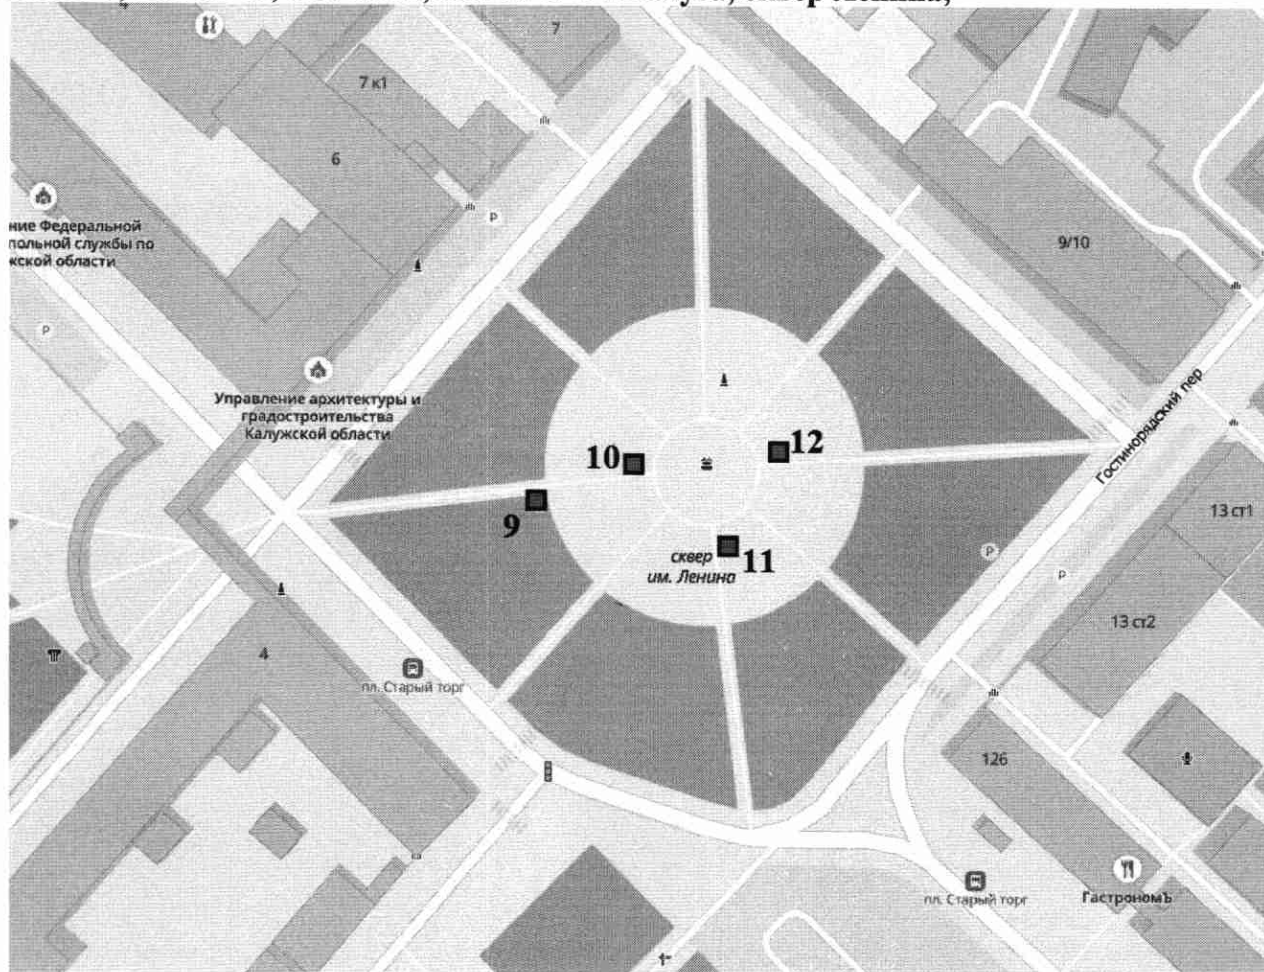 7
7 к1
6
Р
ние Федеральной
польной службы по
жской области
9/10
Р
Управление архитектуры и
градостроительства
Калужской области
Гостинорядский пер
10
12
9
13 ст1
сквер
им. Ленина
11
Р
Р
13 ст2
4
пл. Старый торг
126
пл. Старый торг
ГастрономЪ